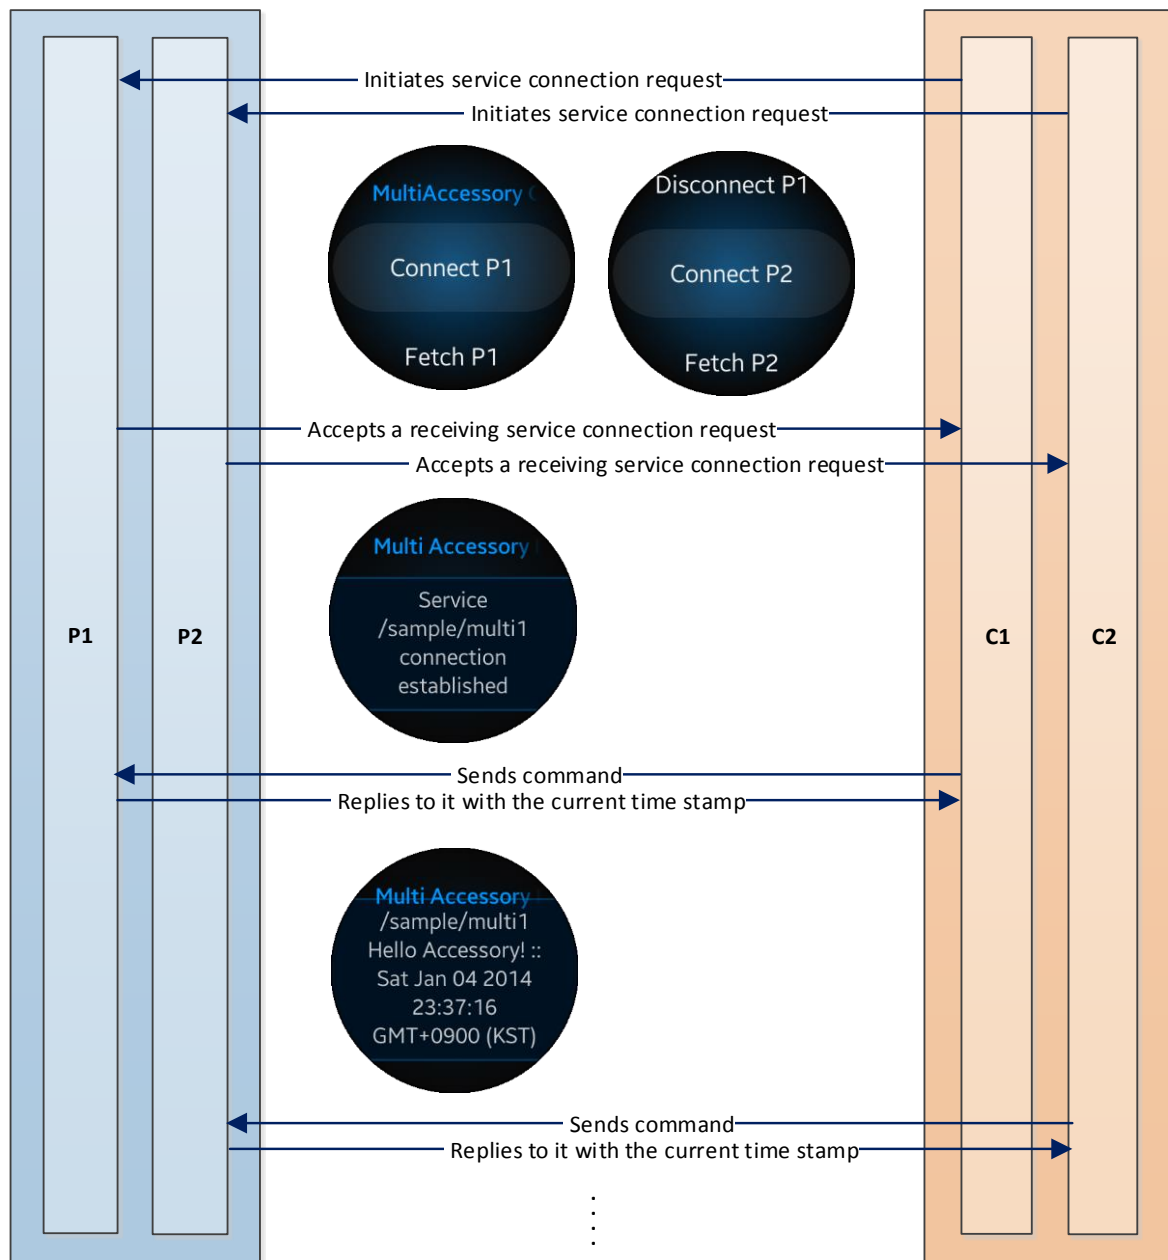 Initiates service connection request
Initiates service connection request
MultiAccessory
Connect P1
Fetch P1
Disconnect P1
Connect P2
Fetch P2
Accepts a receiving service connection request
Accepts a receiving service connection request
Multi Accessory
Service
/sample/multi1
connection
established
P1
P2
C1
C2
Sends command
Replies to it with the current time stamp
Multi Accessory
/sample/multi1
Hello Accessory! ::
Sat Jan 04 2014
23:37:16
GMT+0900 (KST)
Sends command
Replies to it with the current time stamp